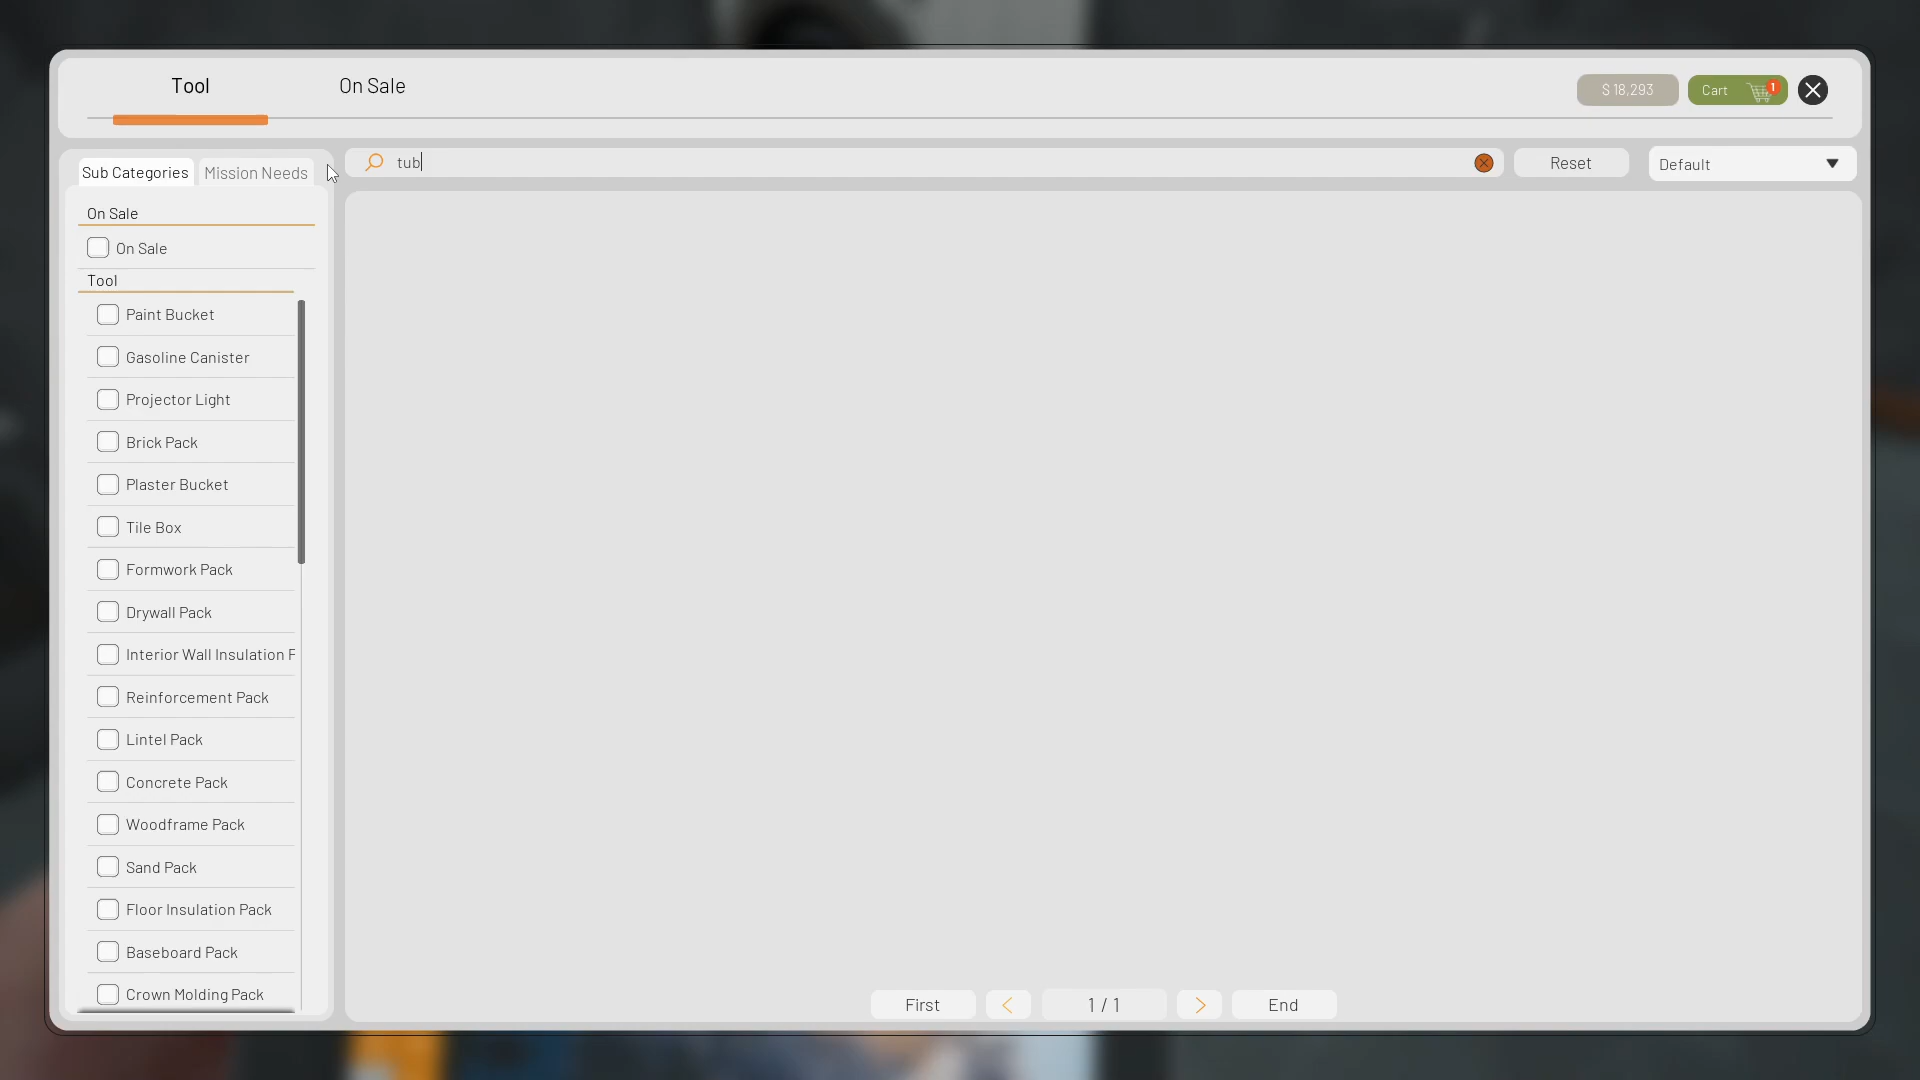 Tool
On Sale
$ 18,293
Cart
1
Sub Categories
Mission Needs
tub
Reset
Default
On Sale
On Sale
Tool
Paint Bucket
Gasoline Canister
Projector Light
Brick Pack
Plaster Bucket
Tile Box
Formwork Pack
Drywall Pack
Interior Wall Insulation P
Reinforcement Pack
Lintel Pack
Concrete Pack
Woodframe Pack
Sand Pack
Floor Insulation Pack
Baseboard Pack
Crown Molding Pack
First
<
1 / 1
>
End